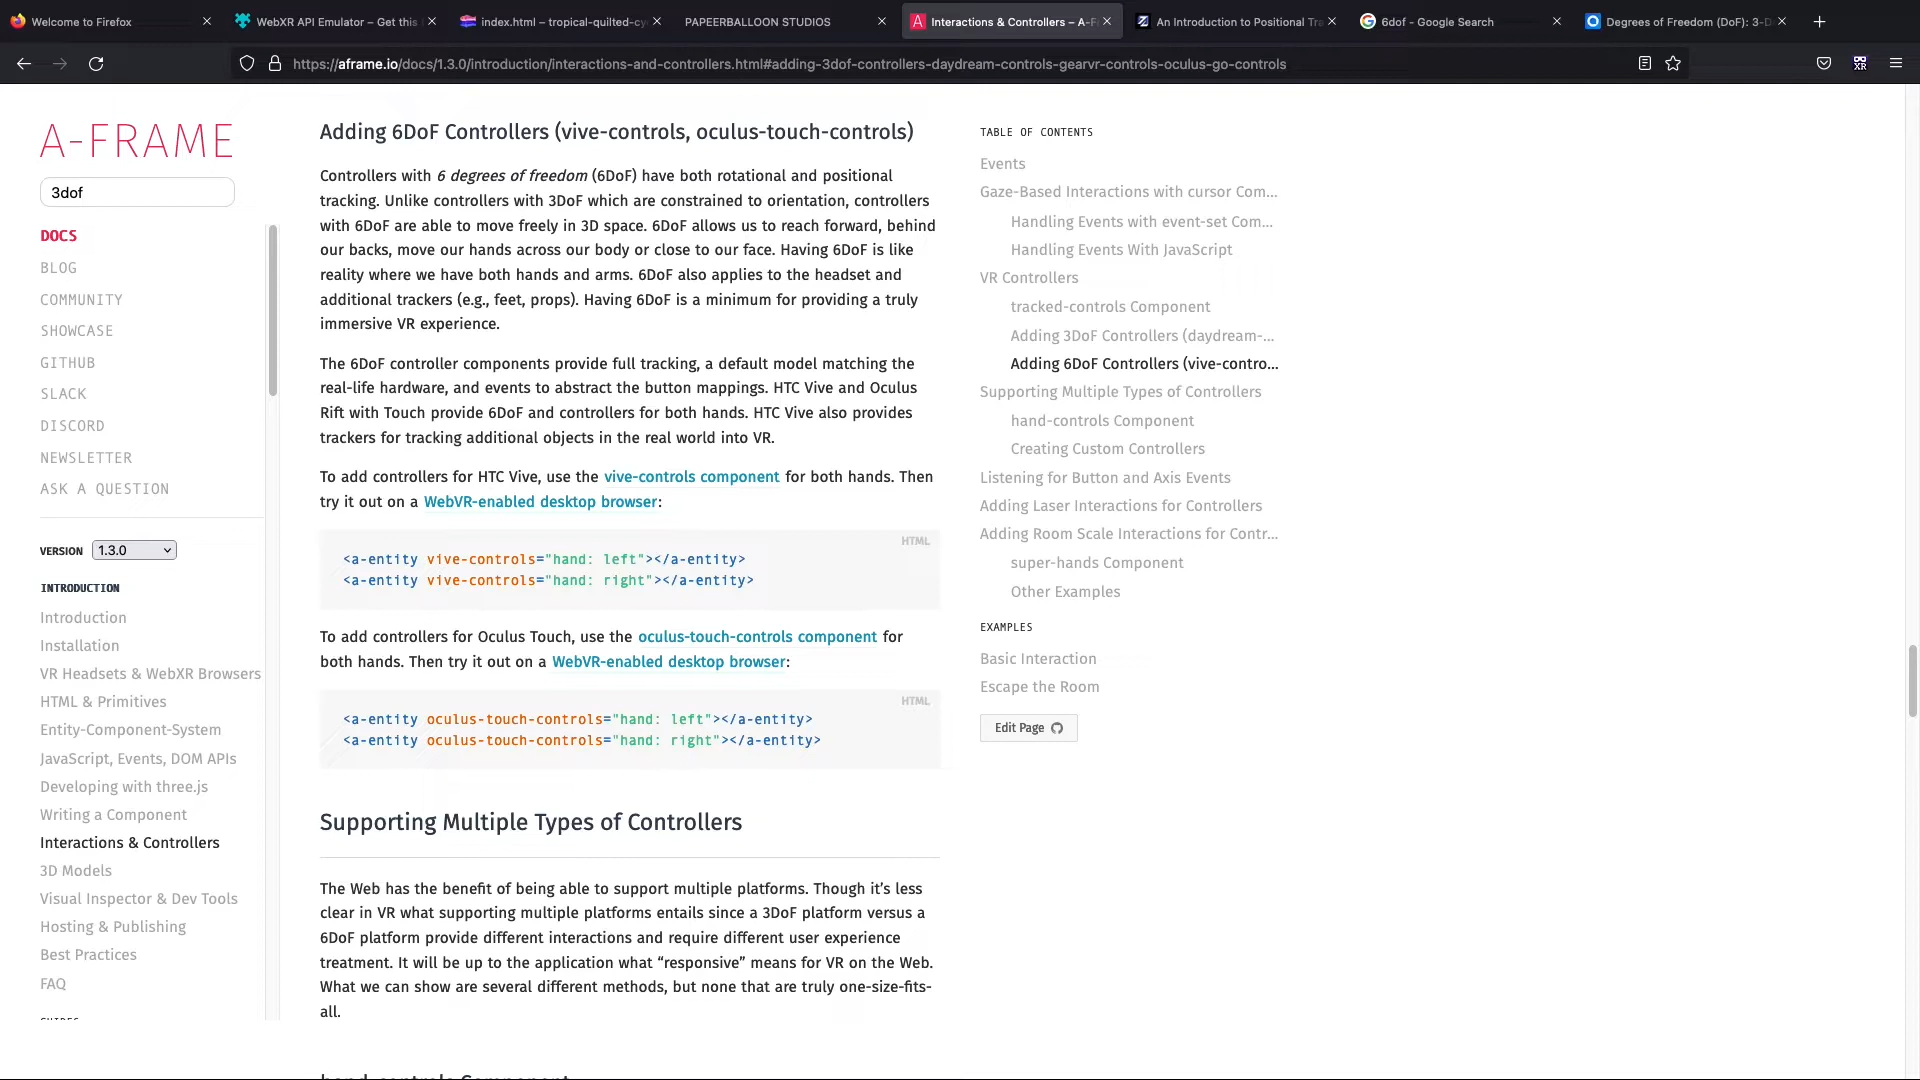 Welcome to Firefox
WebXR API Emulator – Get this
index.html – tropical-quilted-cy
PAPEERBALLOON STUDIOS
Interactions & Controllers – A-F
An Introduction to Positional Tra
6dof - Google Search
Degrees of Freedom (DoF): 3-D
https://aframe.io/docs/1.3.0/introduction/interactions-and-controllers.html#adding-3dof-controllers-daydream-controls-gearvr-controls-oculus-go-controls
XR
A-FRAME
3dof
DOCS
BLOG
COMMUNITY
SHOWCASE
GITHUB
SLACK
DISCORD
NEWSLETTER
ASK A QUESTION
VERSION 1.3.0
INTRODUCTION
Introduction
Installation
VR Headsets & WebXR Browsers
HTML & Primitives
Entity-Component-System
JavaScript, Events, DOM APIs
Developing with three.js
Writing a Component
Interactions & Controllers
3D Models
Visual Inspector & Dev Tools
Hosting & Publishing
Best Practices
FAQ
GUIDES
Adding 6DoF Controllers (vive-controls, oculus-touch-controls)
Controllers with 6 degrees of freedom (6DoF) have both rotational and positional
tracking. Unlike controllers with 3DoF which are constrained to orientation, controllers
with 6DoF are able to move freely in 3D space. 6DoF allows us to reach forward, behind
our backs, move our hands across our body or close to our face. Having 6DoF is like
reality where we have both hands and arms. 6DoF also applies to the headset and
additional trackers (e.g., feet, props). Having 6DoF is a minimum for providing a truly
immersive VR experience.
The 6DoF controller components provide full tracking, a default model matching the
real-life hardware, and events to abstract the button mappings. HTC Vive and Oculus
Rift with Touch provide 6DoF and controllers for both hands. HTC Vive also provides
trackers for tracking additional objects in the real world into VR.
To add controllers for HTC Vive, use the vive-controls component for both hands. Then
try it out on a WebVR-enabled desktop browser:
HTML
<a-entity vive-controls="hand: left"></a-entity>
<a-entity vive-controls="hand: right"></a-entity>
To add controllers for Oculus Touch, use the oculus-touch-controls component for
both hands. Then try it out on a WebVR-enabled desktop browser:
HTML
<a-entity oculus-touch-controls="hand: left"></a-entity>
<a-entity oculus-touch-controls="hand: right"></a-entity>
Supporting Multiple Types of Controllers
The Web has the benefit of being able to support multiple platforms. Though it’s less
clear in VR what supporting multiple platforms entails since a 3DoF platform versus a
6DoF platform provide different interactions and require different user experience
treatment. It will be up to the application what “responsive” means for VR on the Web.
What we can show are several different methods, but none that are truly one-size-fits-
all.
hand-controls Component
TABLE OF CONTENTS
Events
Gaze-Based Interactions with cursor Com...
Handling Events with event-set Com...
Handling Events With JavaScript
VR Controllers
tracked-controls Component
Adding 3DoF Controllers (daydream-...
Adding 6DoF Controllers (vive-contro...
Supporting Multiple Types of Controllers
hand-controls Component
Creating Custom Controllers
Listening for Button and Axis Events
Adding Laser Interactions for Controllers
Adding Room Scale Interactions for Contr...
super-hands Component
Other Examples
EXAMPLES
Basic Interaction
Escape the Room
Edit Page